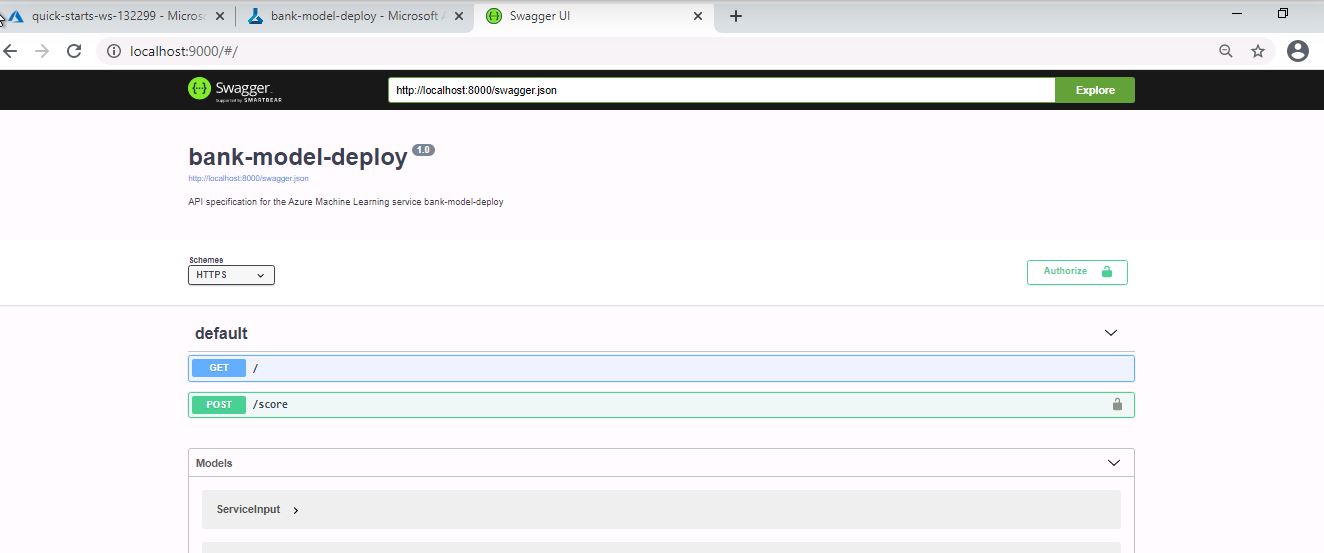 quick-starts-ws-132299 - Microso
bank-model-deploy - Microsoft A
Swagger UI
localhost:9000/#/
Swagger
Supported by SMARTBEAR
http://localhost:8000/swagger.json
Explore
bank-model-deploy 1.0
http://localhost:8000/swagger.json
API specification for the Azure Machine Learning service bank-model-deploy
Schemes
HTTPS
Authorize
default
GET /
POST /score
Models
ServiceInput